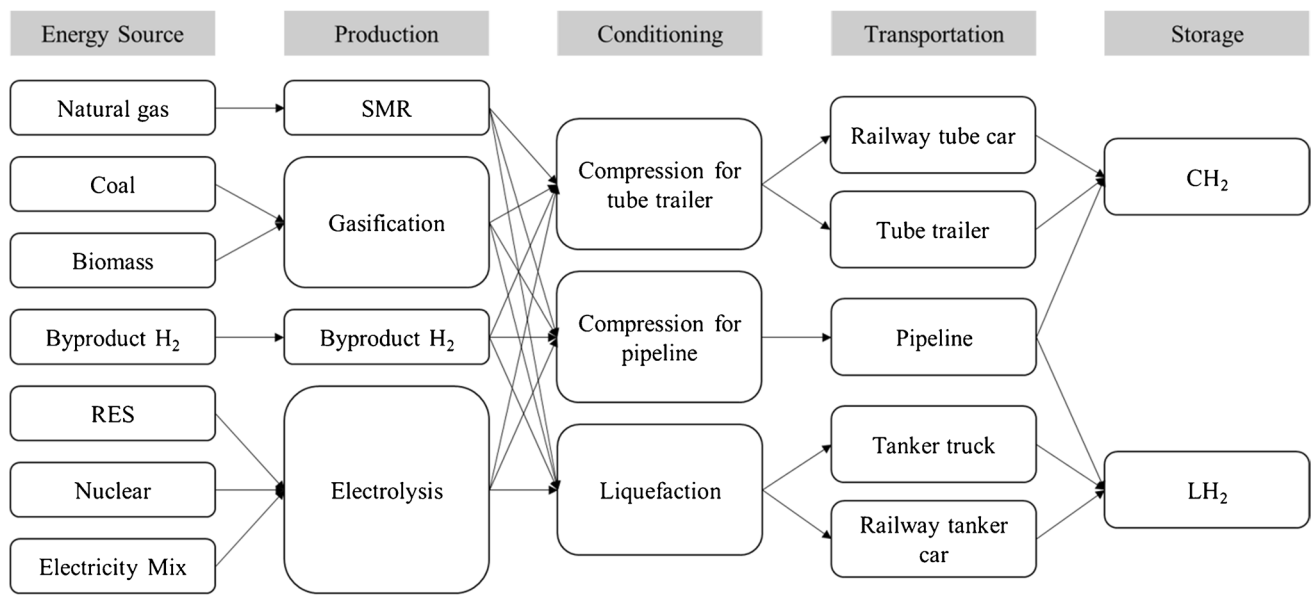 Energy Source
Production
Conditioning
Transportation
Storage
Natural gas
Coal
Biomass
Byproduct H₂
RES
Nuclear
Electricity Mix
SMR
Gasification
Byproduct H₂
Electrolysis
Compression for
tube trailer
Compression for
pipeline
Liquefaction
Railway tube car
Tube trailer
Pipeline
Tanker truck
Railway tanker
car
CH₂
LH₂